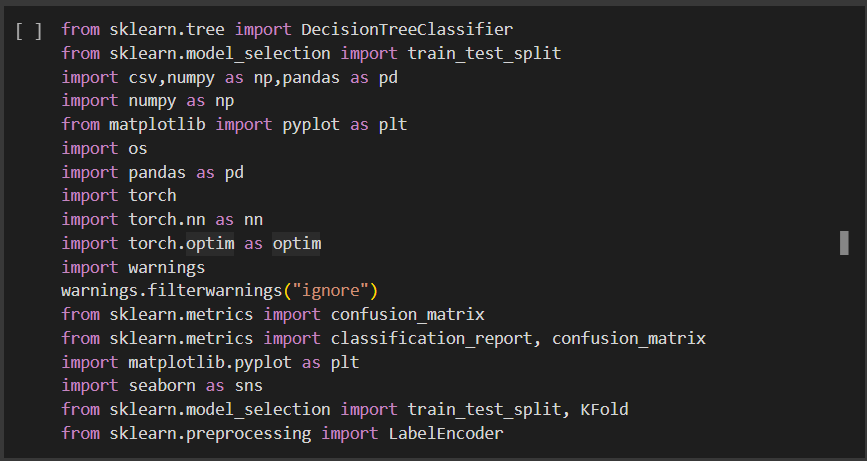 [ ] from sklearn.tree import DecisionTreeClassifier
from sklearn.model_selection import train_test_split
import csv,numpy as np,pandas as pd
import numpy as np
from matplotlib import pyplot as plt
import os
import pandas as pd
import torch
import torch.nn as nn
import torch.optim as optim
import warnings
warnings.filterwarnings("ignore")
from sklearn.metrics import confusion_matrix
from sklearn.metrics import classification_report, confusion_matrix
import matplotlib.pyplot as plt
import seaborn as sns
from sklearn.model_selection import train_test_split, KFold
from sklearn.preprocessing import LabelEncoder